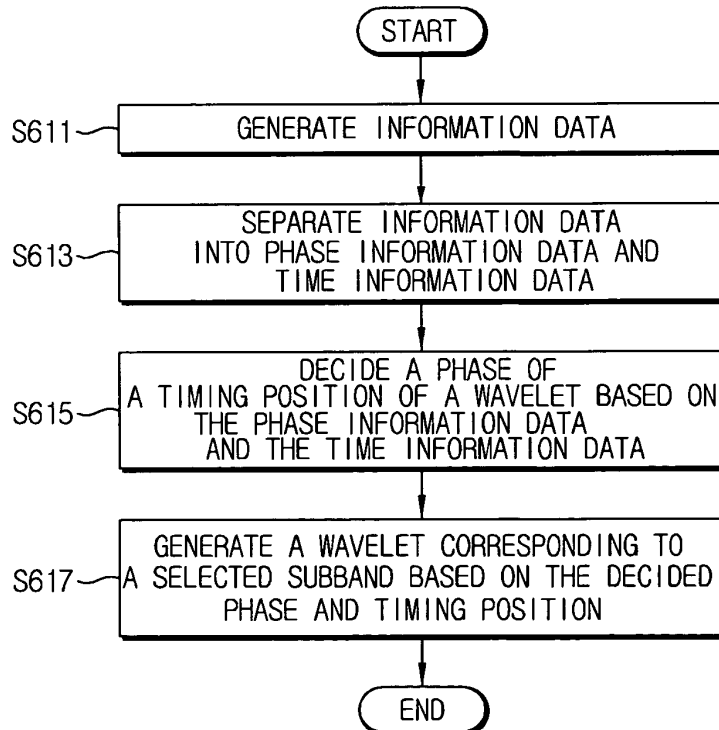 START
S611
GENERATE INFORMATION DATA
S613
SEPARATE INFORMATION DATA
INTO PHASE INFORMATION DATA AND
TIME INFORMATION DATA
S615
DECIDE A PHASE OF
A TIMING POSITION OF A WAVELET BASED ON
THE PHASE INFORMATION DATA
AND THE TIME INFORMATION DATA
S617
GENERATE A WAVELET CORRESPONDING TO
A SELECTED SUBBAND BASED ON THE DECIDED
PHASE AND TIMING POSITION
END